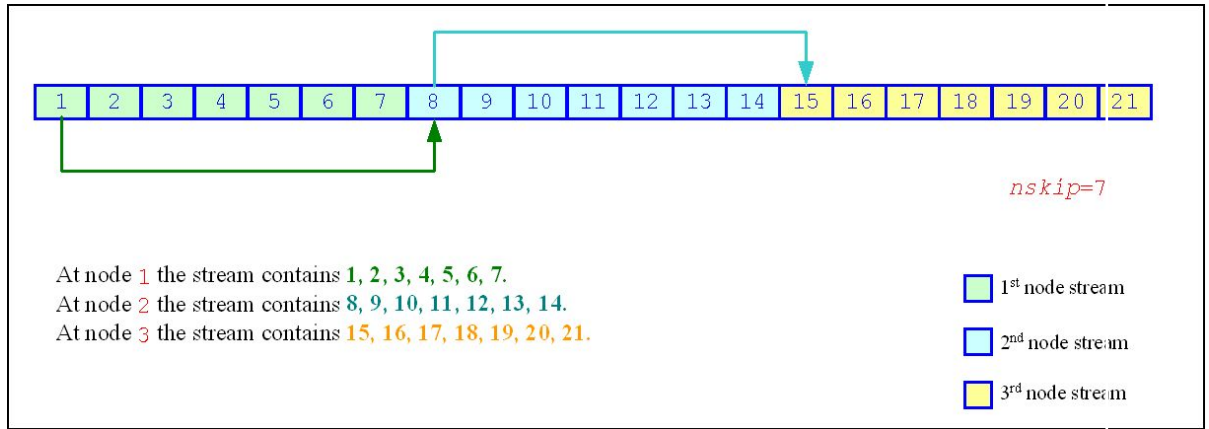 1 2 3 4 5 6 7 8 9 10 11 12 13 14 15 16 17 18 19 20 21
nskip=7
At node 1 the stream contains 1, 2, 3, 4, 5, 6, 7.
At node 2 the stream contains 8, 9, 10, 11, 12, 13, 14.
At node 3 the stream contains 15, 16, 17, 18, 19, 20, 21.
1st node stream
2nd node stream
3rd node stream